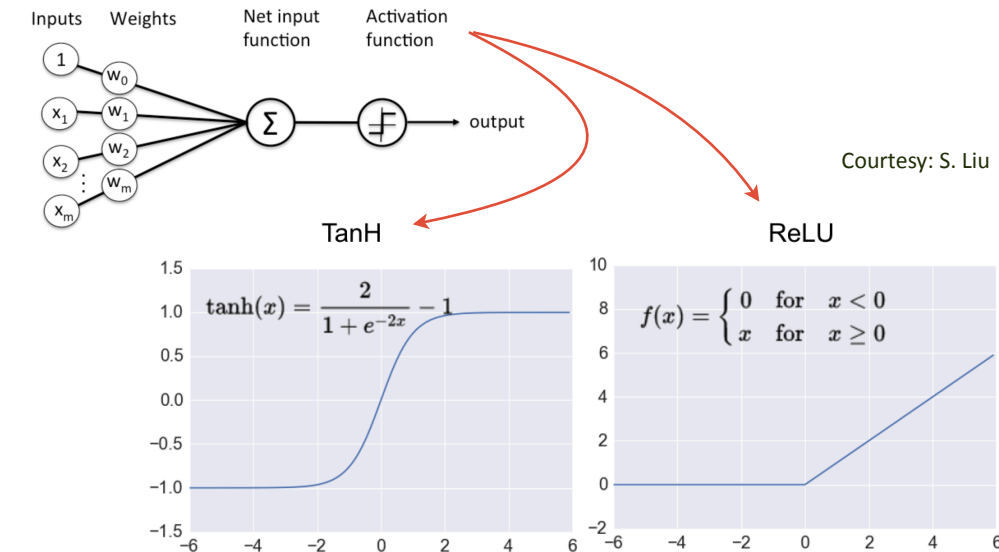 Inputs Weights Net input function Activation function
1 w0
x1 w1
x2 w2
⋮ wm
xm
Σ
output
Courtesy: S. Liu
TanH
tanh(x) = 2 / (1 + e^{-2x}) − 1
1.5
1.0
0.5
0.0
−0.5
−1.0
−1.5
−6 −4 −2 0 2 4 6
ReLU
f(x) = { 0 for x < 0
x for x ≥ 0
10
8
6
4
2
0
−2
−6 −4 −2 0 2 4 6